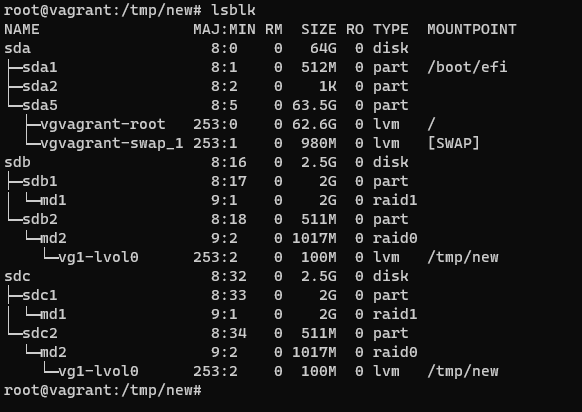 root@vagrant:/tmp/new# lsblk
NAME                 MAJ:MIN RM  SIZE RO TYPE  MOUNTPOINT
sda                    8:0    0   64G  0 disk
├─sda1                 8:1    0  512M  0 part  /boot/efi
├─sda2                 8:2    0    1K  0 part
└─sda5                 8:5    0 63.5G  0 part
  ├─vgvagrant-root   253:0    0 62.6G  0 lvm   /
  └─vgvagrant-swap_1 253:1    0  980M  0 lvm   [SWAP]
sdb                    8:16   0  2.5G  0 disk
├─sdb1                 8:17   0    2G  0 part
│ └─md1                9:1    0    2G  0 raid1
└─sdb2                 8:18   0  511M  0 part
  └─md2                9:2    0 1017M  0 raid0
    └─vg1-lvol0      253:2    0  100M  0 lvm   /tmp/new
sdc                    8:32   0  2.5G  0 disk
├─sdc1                 8:33   0    2G  0 part
│ └─md1                9:1    0    2G  0 raid1
└─sdc2                 8:34   0  511M  0 part
  └─md2                9:2    0 1017M  0 raid0
    └─vg1-lvol0      253:2    0  100M  0 lvm   /tmp/new
root@vagrant:/tmp/new#